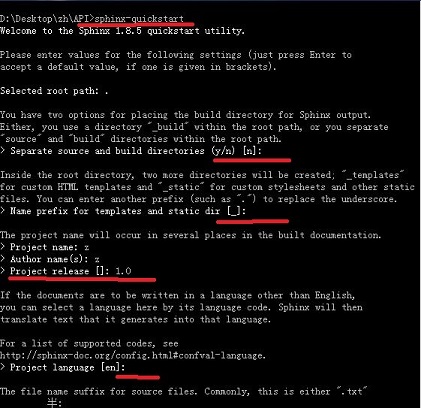 D:\Desktop\zh\API>sphinx-quickstart
Welcome to the Sphinx 1.8.5 quickstart utility.
Please enter values for the following settings (just press Enter to
accept a default value, if one is given in brackets).
Selected root path: .
You have two options for placing the build directory for Sphinx output.
Either, you use a directory "_build" within the root path, or you separate
"source" and "build" directories within the root path.
> Separate source and build directories (y/n) [n]:
Inside the root directory, two more directories will be created; "_templates"
for custom HTML templates and "_static" for custom stylesheets and other static
files. You can enter another prefix (such as ".") to replace the underscore.
> Name prefix for templates and static dir [_]:
The project name will occur in several places in the built documentation.
> Project name: z
> Author name(s): z
> Project release []: 1.0
If the documents are to be written in a language other than English,
you can select a language here by its language code. Sphinx will then
translate text that it generates into that language.
For a list of supported codes, see
http://sphinx-doc.org/config.html#confval-language.
> Project language [en]:
The file name suffix for source files. Commonly, this is either ".txt"
半: